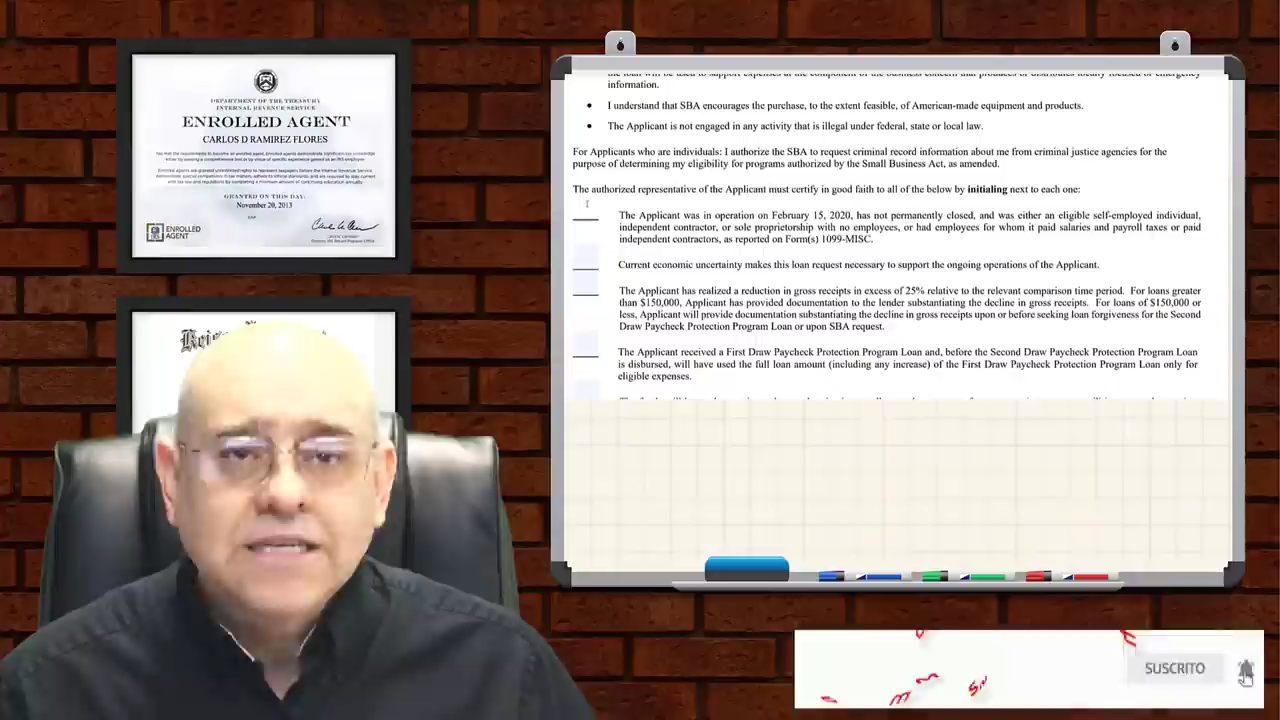 DEPARTMENT OF THE TREASURY
INTERNAL REVENUE SERVICE
ENROLLED AGENT
CARLOS D RAMIREZ FLORES
GRANTED ON THIS DAY:
November 20, 2013
ENROLLED
AGENT
information.
• I understand that SBA encourages the purchase, to the extent feasible, of American-made equipment and products.
• The Applicant is not engaged in any activity that is illegal under federal, state or local law.
For Applicants who are individuals: I authorize the SBA to request criminal record information about me from criminal justice agencies for the
purpose of determining my eligibility for programs authorized by the Small Business Act, as amended.
The authorized representative of the Applicant must certify in good faith to all of the below by initialing next to each one:
The Applicant was in operation on February 15, 2020, has not permanently closed, and was either an eligible self-employed individual,
independent contractor, or sole proprietorship with no employees, or had employees for whom it paid salaries and payroll taxes or paid
independent contractors, as reported on Form(s) 1099-MISC.
Current economic uncertainty makes this loan request necessary to support the ongoing operations of the Applicant.
The Applicant has realized a reduction in gross receipts in excess of 25% relative to the relevant comparison time period. For loans greater
than $150,000, Applicant has provided documentation to the lender substantiating the decline in gross receipts. For loans of $150,000 or
less, Applicant will provide documentation substantiating the decline in gross receipts upon or before seeking loan forgiveness for the Second
Draw Paycheck Protection Program Loan or upon SBA request.
The Applicant received a First Draw Paycheck Protection Program Loan and, before the Second Draw Paycheck Protection Program Loan
is disbursed, will have used the full loan amount (including any increase) of the First Draw Paycheck Protection Program Loan only for
eligible expenses.
SUSCRITO